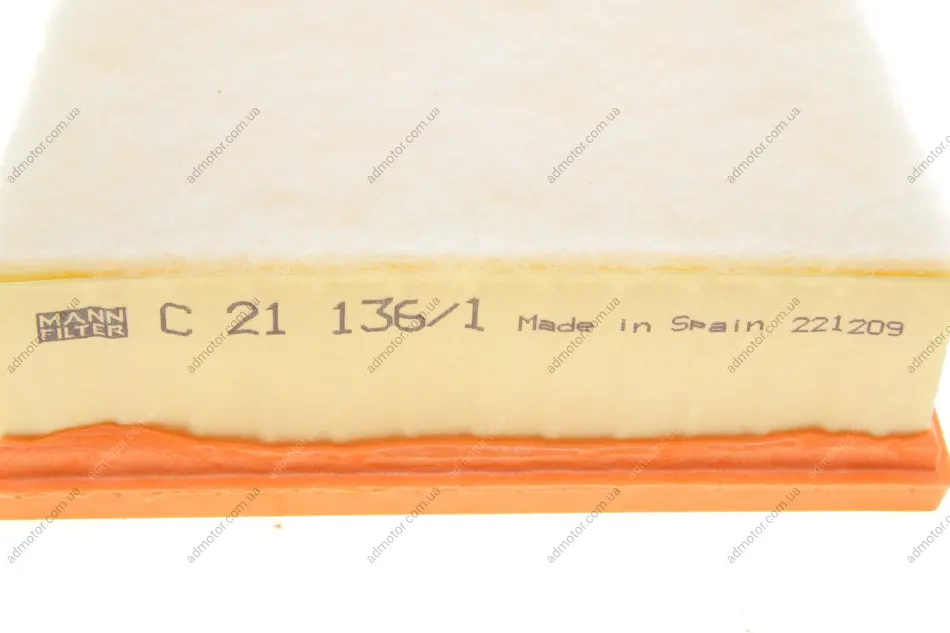 MANN
FILTER
C 21 136/1 Made in Spain 221209
admotor.com.ua